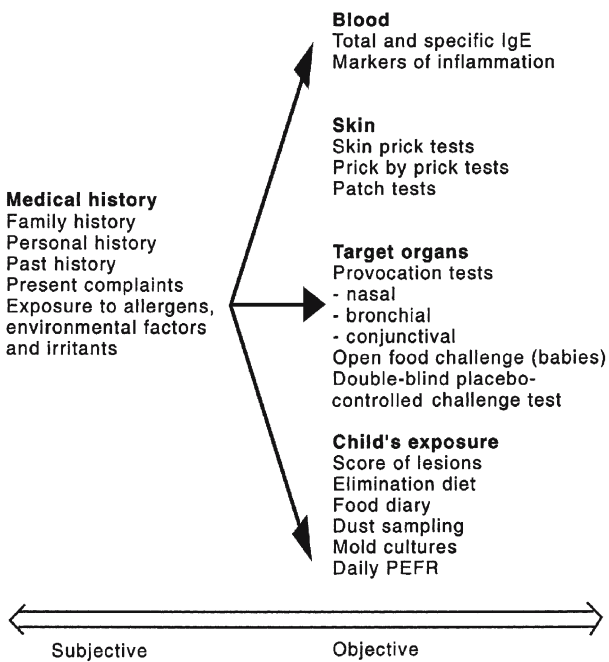 Medical history
Family history
Personal history
Past history
Present complaints
Exposure to allergens,
environmental factors
and irritants
Blood
Total and specific IgE
Markers of inflammation
Skin
Skin prick tests
Prick by prick tests
Patch tests
Target organs
Provocation tests
- nasal
- bronchial
- conjunctival
Open food challenge (babies)
Double-blind placebo-
controlled challenge test
Child's exposure
Score of lesions
Elimination diet
Food diary
Dust sampling
Mold cultures
Daily PEFR
Subjective
Objective